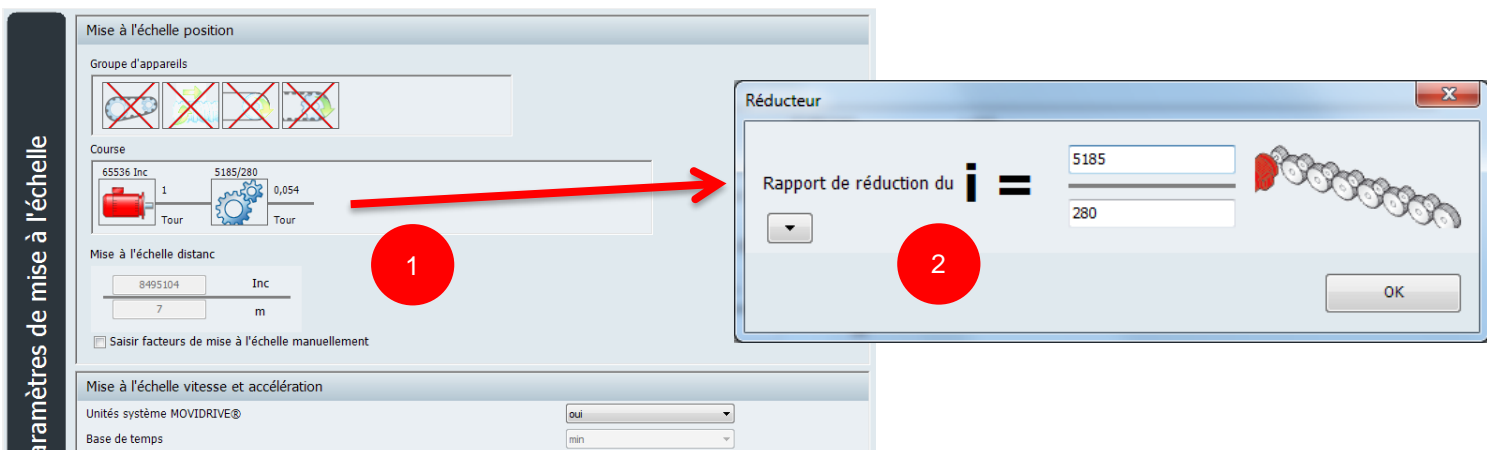 Mise à l'échelle position
Groupe d'appareils
Course
65536 Inc
1
Tour
5185/280
0,054
Tour
Mise à l'échelle distanc
8495104 Inc
7 m
Saisir facteurs de mise à l'échelle manuellement
Mise à l'échelle vitesse et accélération
Unités système MOVIDRIVE® oui
Base de temps min
aramètres de mise à l'échelle
1
Réducteur
Rapport de réduction du i =
5185
280
2
OK